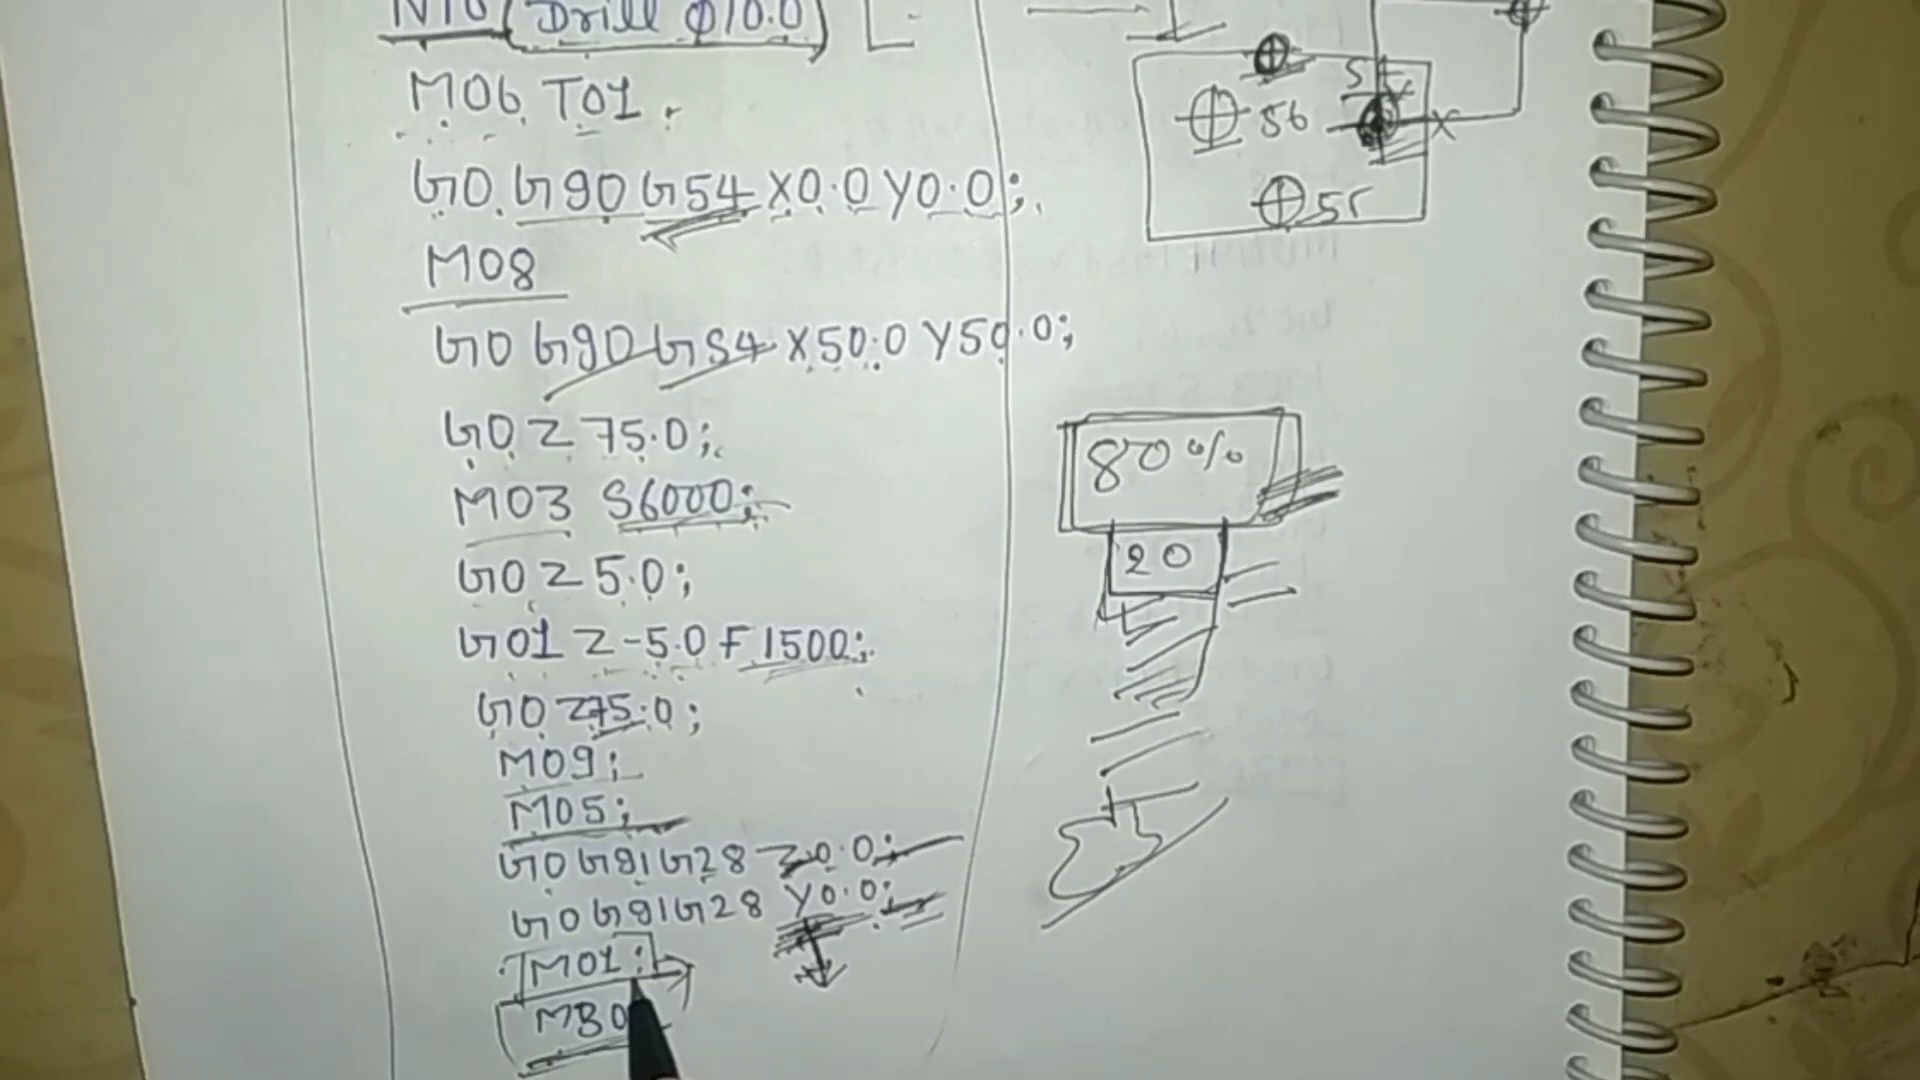 N10 (Drill φ10.0)
M06 T01
G0 G90 G54 X0.0 Y0.0;
M08
G0 G90 G54 X50.0 Y50.0;
G0 Z 75.0;
M03 S6000;
G0 Z 5.0;
G01 Z-5.0 F1500;
G0 Z75.0;
M09;
M05;
G0 G91 G28 Z0.0;
G0 G91 G28 Y0.0;
M01;
M30
56
X
55
80%
20